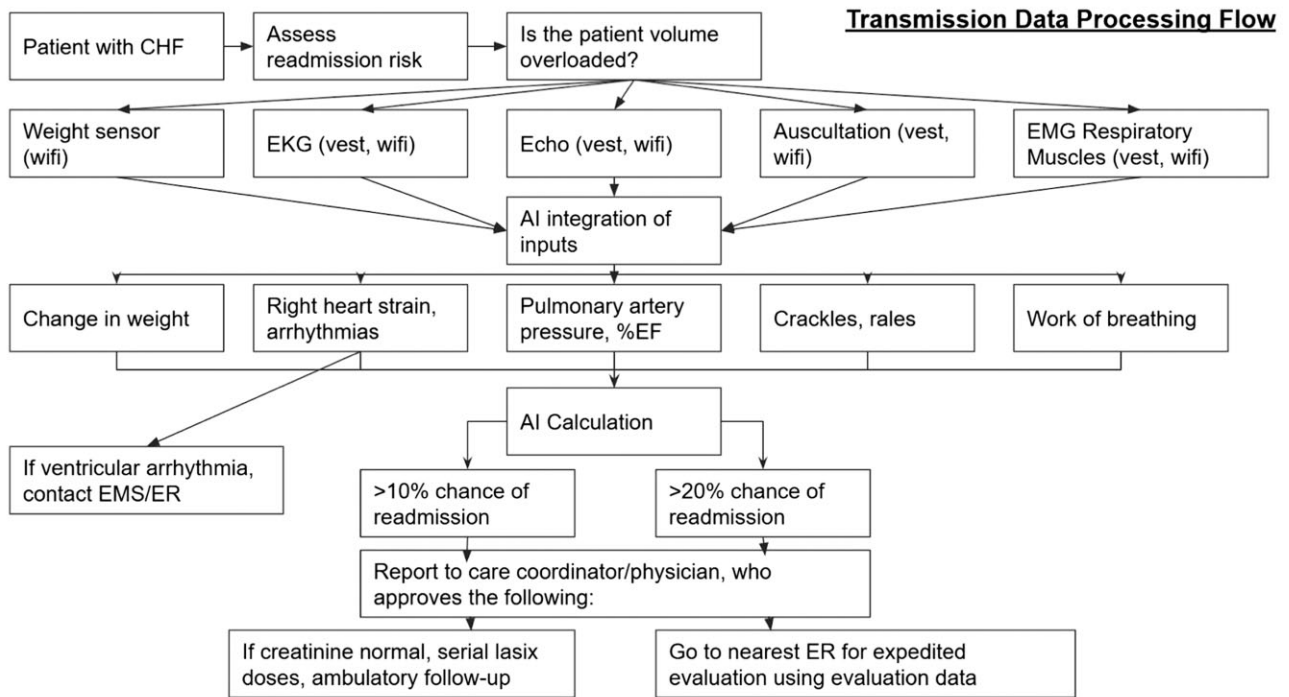 Transmission Data Processing Flow
Patient with CHF
Assess
readmission risk
Is the patient volume
overloaded?
Weight sensor
(wifi)
EKG (vest, wifi)
Echo (vest, wifi)
Auscultation (vest,
wifi)
EMG Respiratory
Muscles (vest, wifi)
AI integration of
inputs
Change in weight
Right heart strain,
arrhythmias
Pulmonary artery
pressure, %EF
Crackles, rales
Work of breathing
AI Calculation
If ventricular arrhythmia,
contact EMS/ER
>10% chance of
readmission
>20% chance of
readmission
Report to care coordinator/physician, who
approves the following:
If creatinine normal, serial lasix
doses, ambulatory follow-up
Go to nearest ER for expedited
evaluation using evaluation data